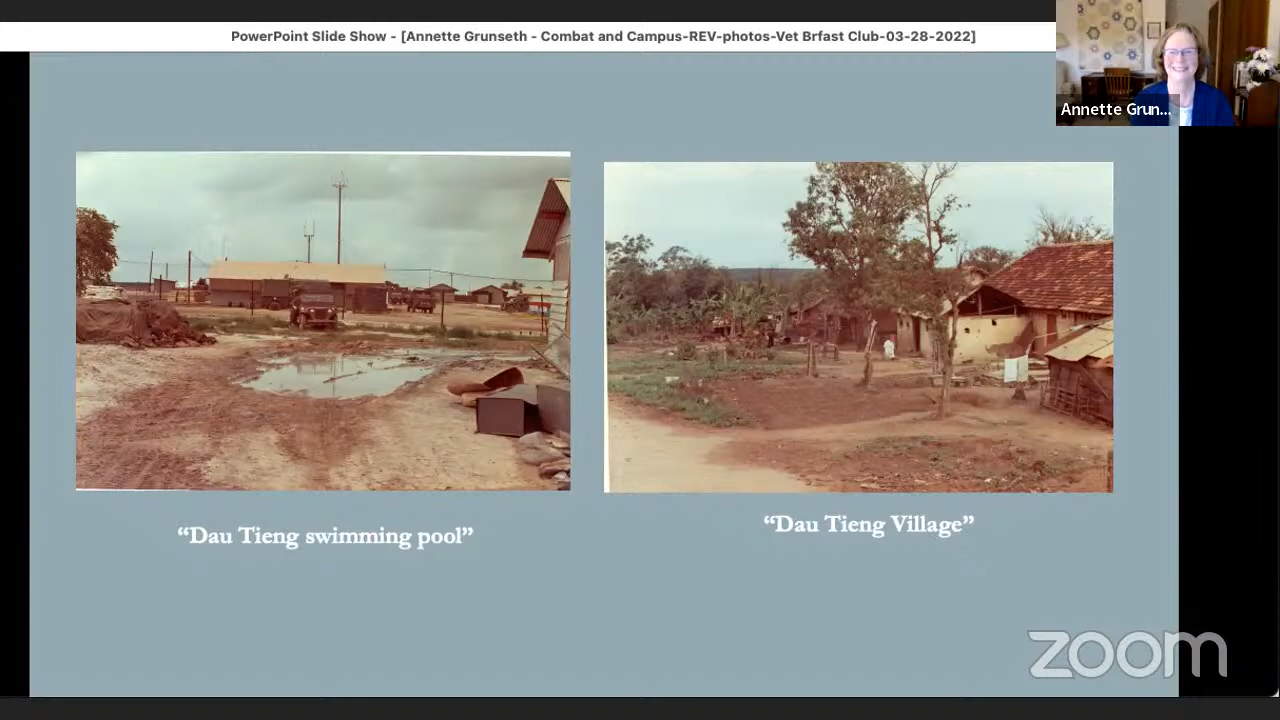 PowerPoint Slide Show - [Annette Grunseth - Combat and Campus-REV-photos-Vet Brfast Club-03-28-2022]
Annette Grun...
“Dau Tieng swimming pool”
“Dau Tieng Village”
zoom